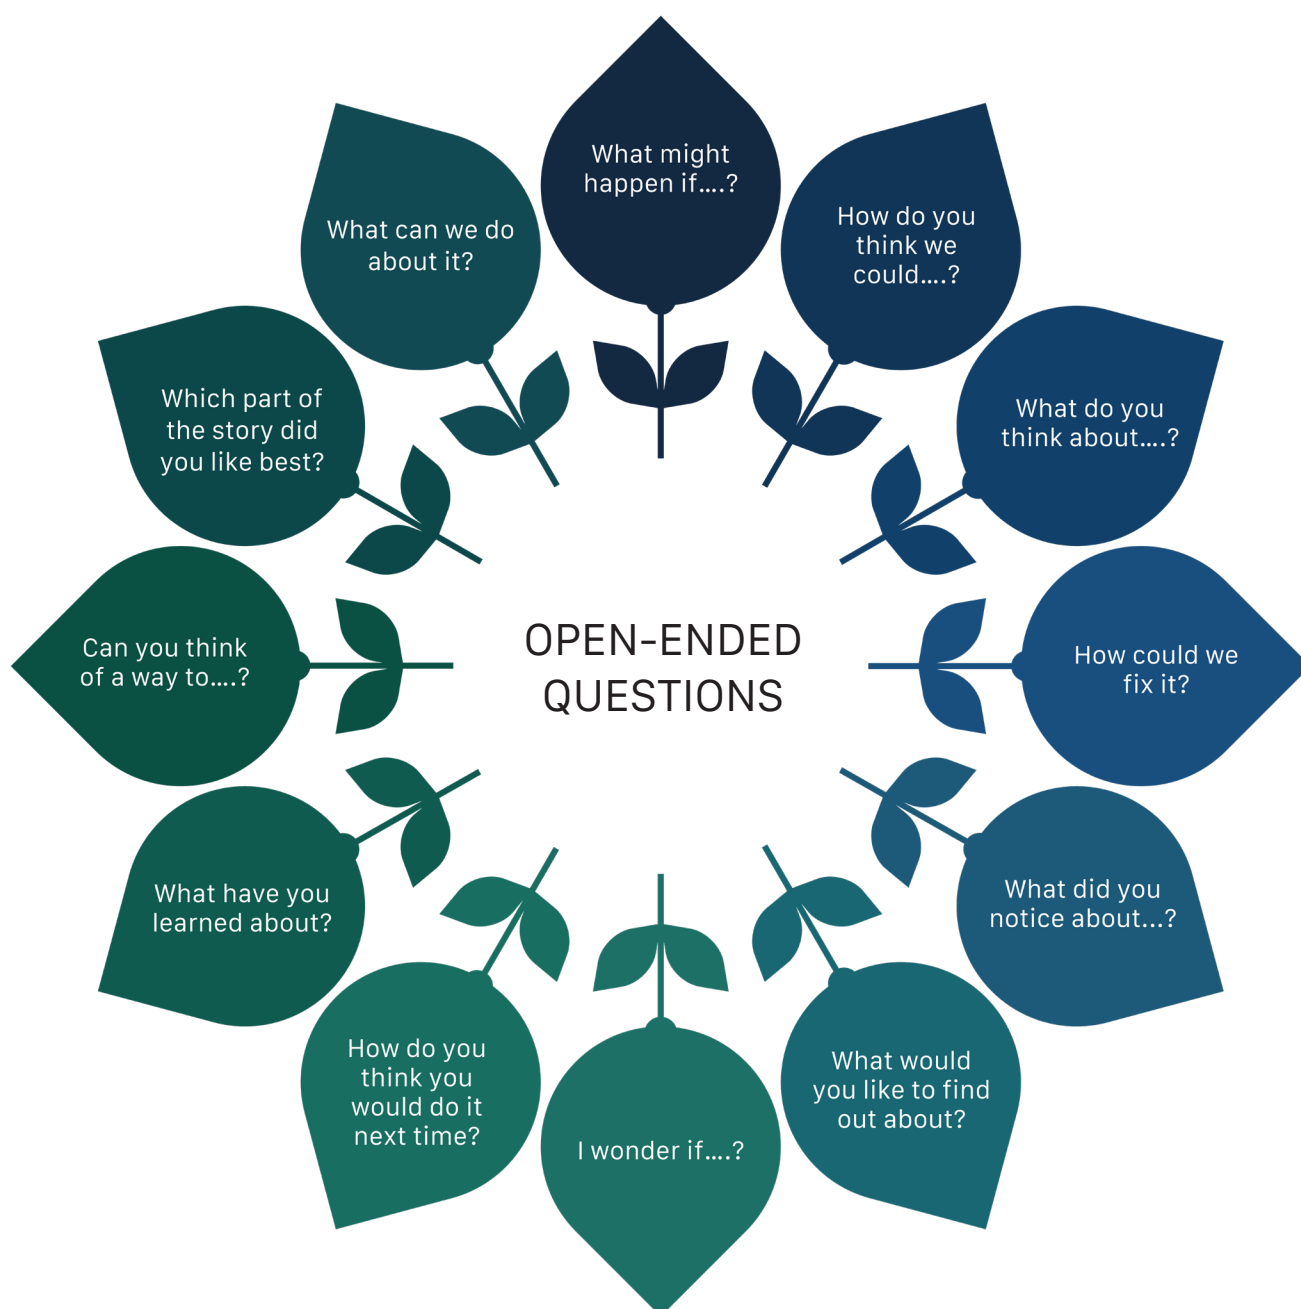 What might
happen if....?
How do you
think we
could....?
What do you
think about....?
How could we
fix it?
What did you
notice about...?
What would
you like to find
out about?
I wonder if....?
How do you
think you
would do it
next time?
What have you
learned about?
Can you think
of a way to....?
Which part of
the story did
you like best?
What can we do
about it?
OPEN-ENDED
QUESTIONS